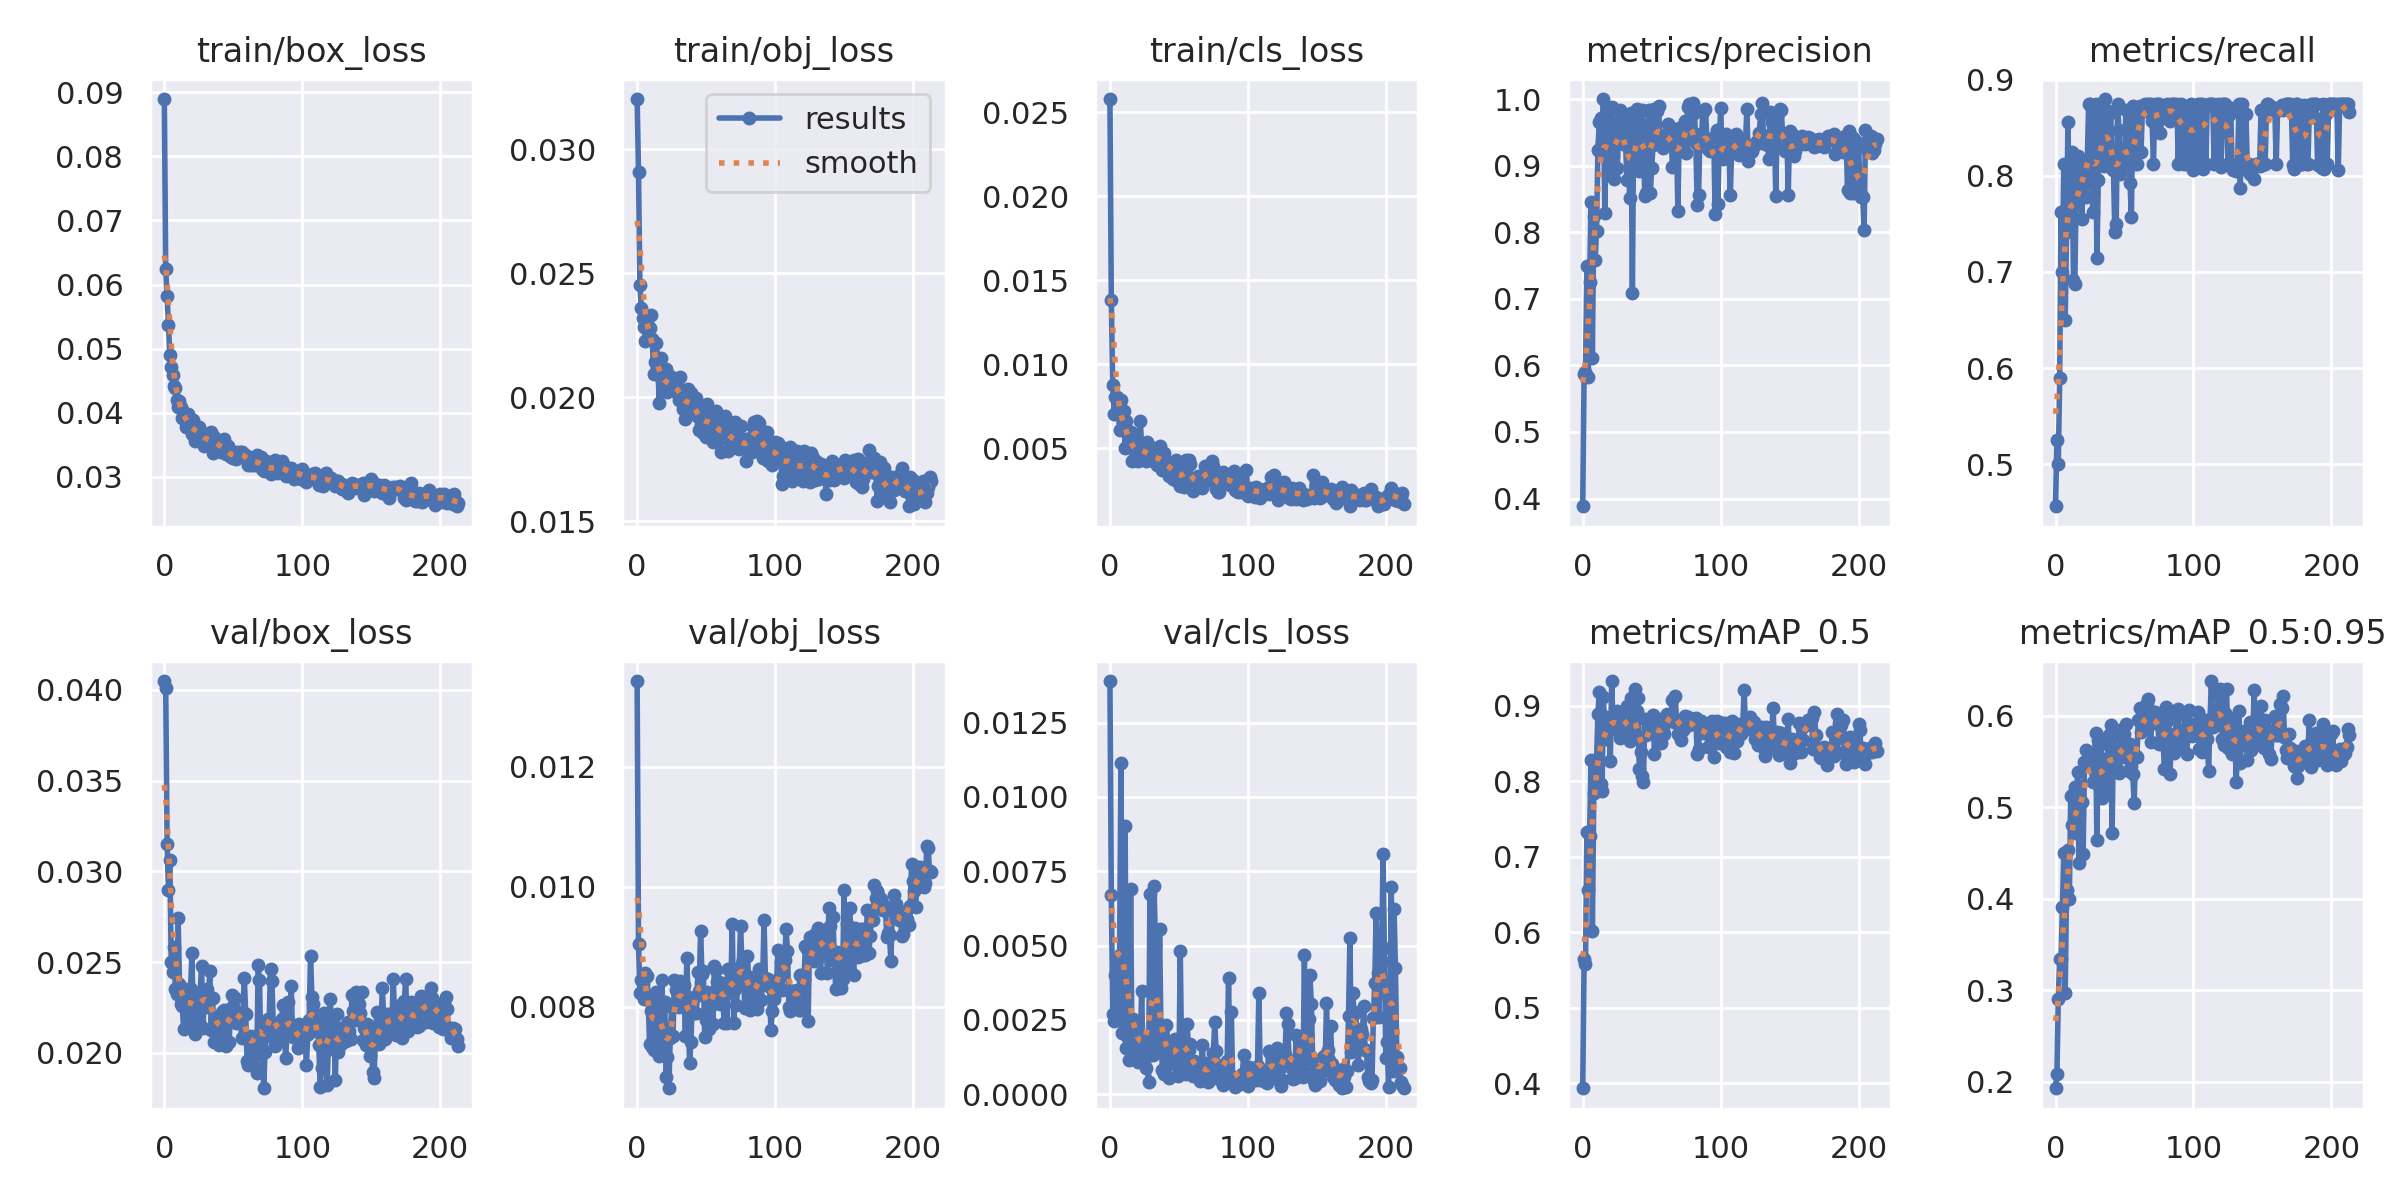 train/box_loss
0.09
0.08
0.07
0.06
0.05
0.04
0.03
0 100 200
train/obj_loss
results
smooth
0.030
0.025
0.020
0.015
0 100 200
train/cls_loss
0.025
0.020
0.015
0.010
0.005
0 100 200
metrics/precision
1.0
0.9
0.8
0.7
0.6
0.5
0.4
0 100 200
metrics/recall
0.9
0.8
0.7
0.6
0.5
0 100 200
val/box_loss
0.040
0.035
0.030
0.025
0.020
0 100 200
val/obj_loss
0.012
0.010
0.008
0 100 200
val/cls_loss
0.0125
0.0100
0.0075
0.0050
0.0025
0.0000
0 100 200
metrics/mAP_0.5
0.9
0.8
0.7
0.6
0.5
0.4
0 100 200
metrics/mAP_0.5:0.95
0.6
0.5
0.4
0.3
0.2
0 100 200